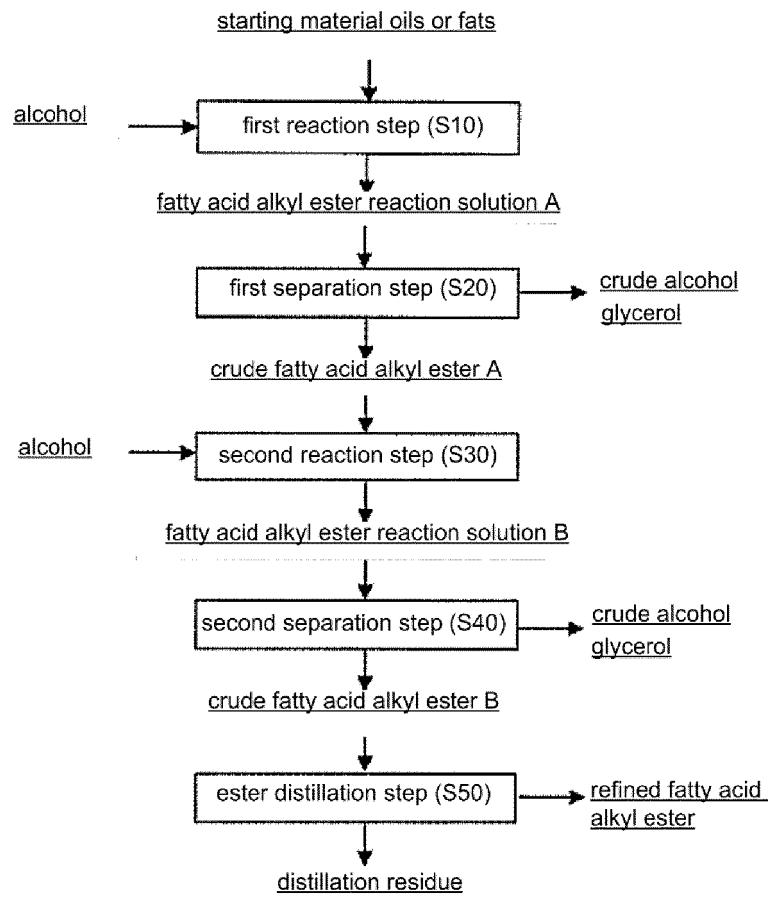 starting material oils or fats
alcohol
first reaction step (S10)
fatty acid alkyl ester reaction solution A
first separation step (S20)
crude alcohol
glycerol
crude fatty acid alkyl ester A
alcohol
second reaction step (S30)
fatty acid alkyl ester reaction solution B
second separation step (S40)
crude alcohol
glycerol
crude fatty acid alkyl ester B
ester distillation step (S50)
refined fatty acid
alkyl ester
distillation residue